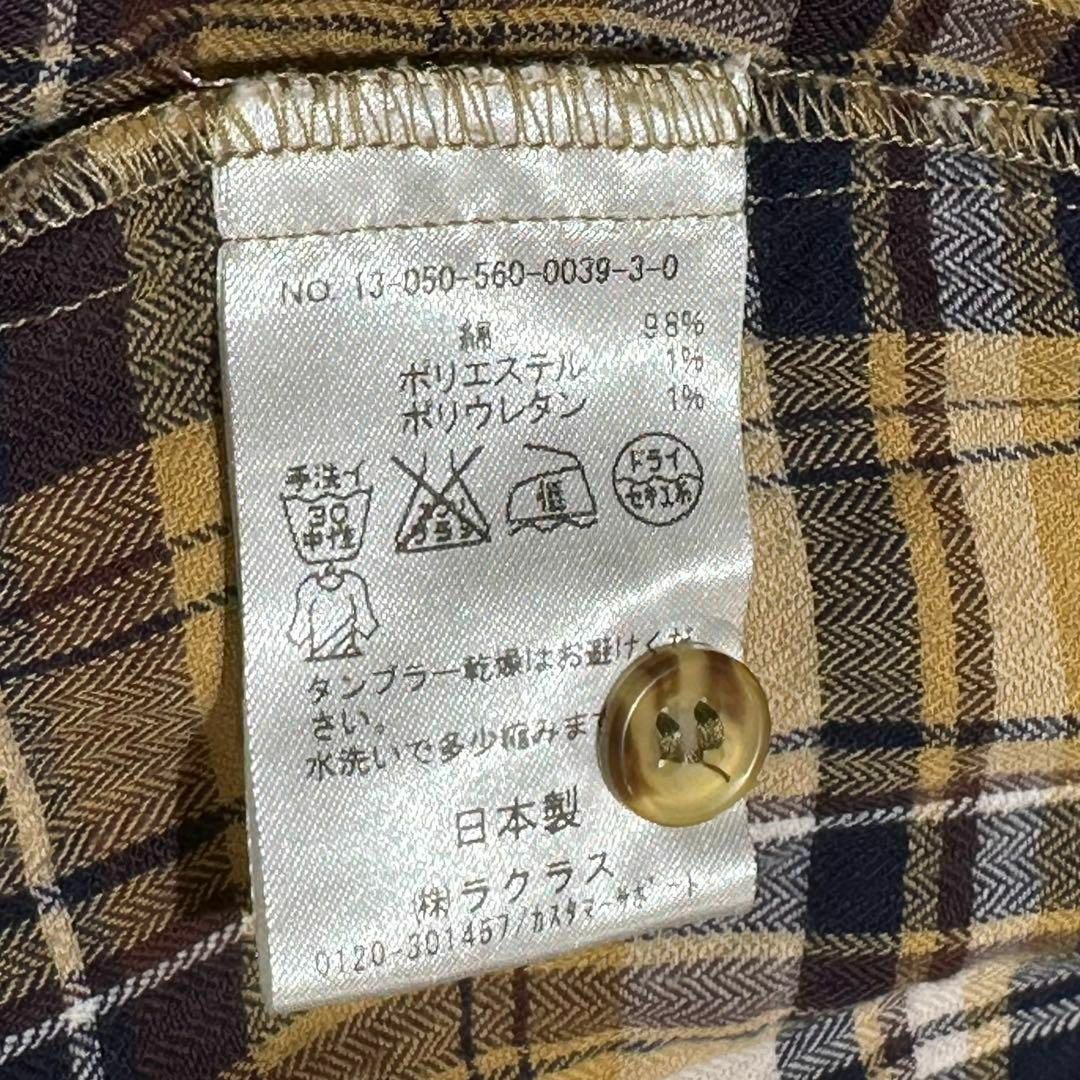 NO. 13-050-560-0039-3-0
綿 98%
ポリエステル 1%
ポリウレタン 1%
手洗イ
30
中性
低
ドライ
セキユ系
タンブラー乾燥はお避けくだ
さい。
水洗いで多少縮みます
日本製
(株)ラクラス
0120-301457/カスタマーサポート